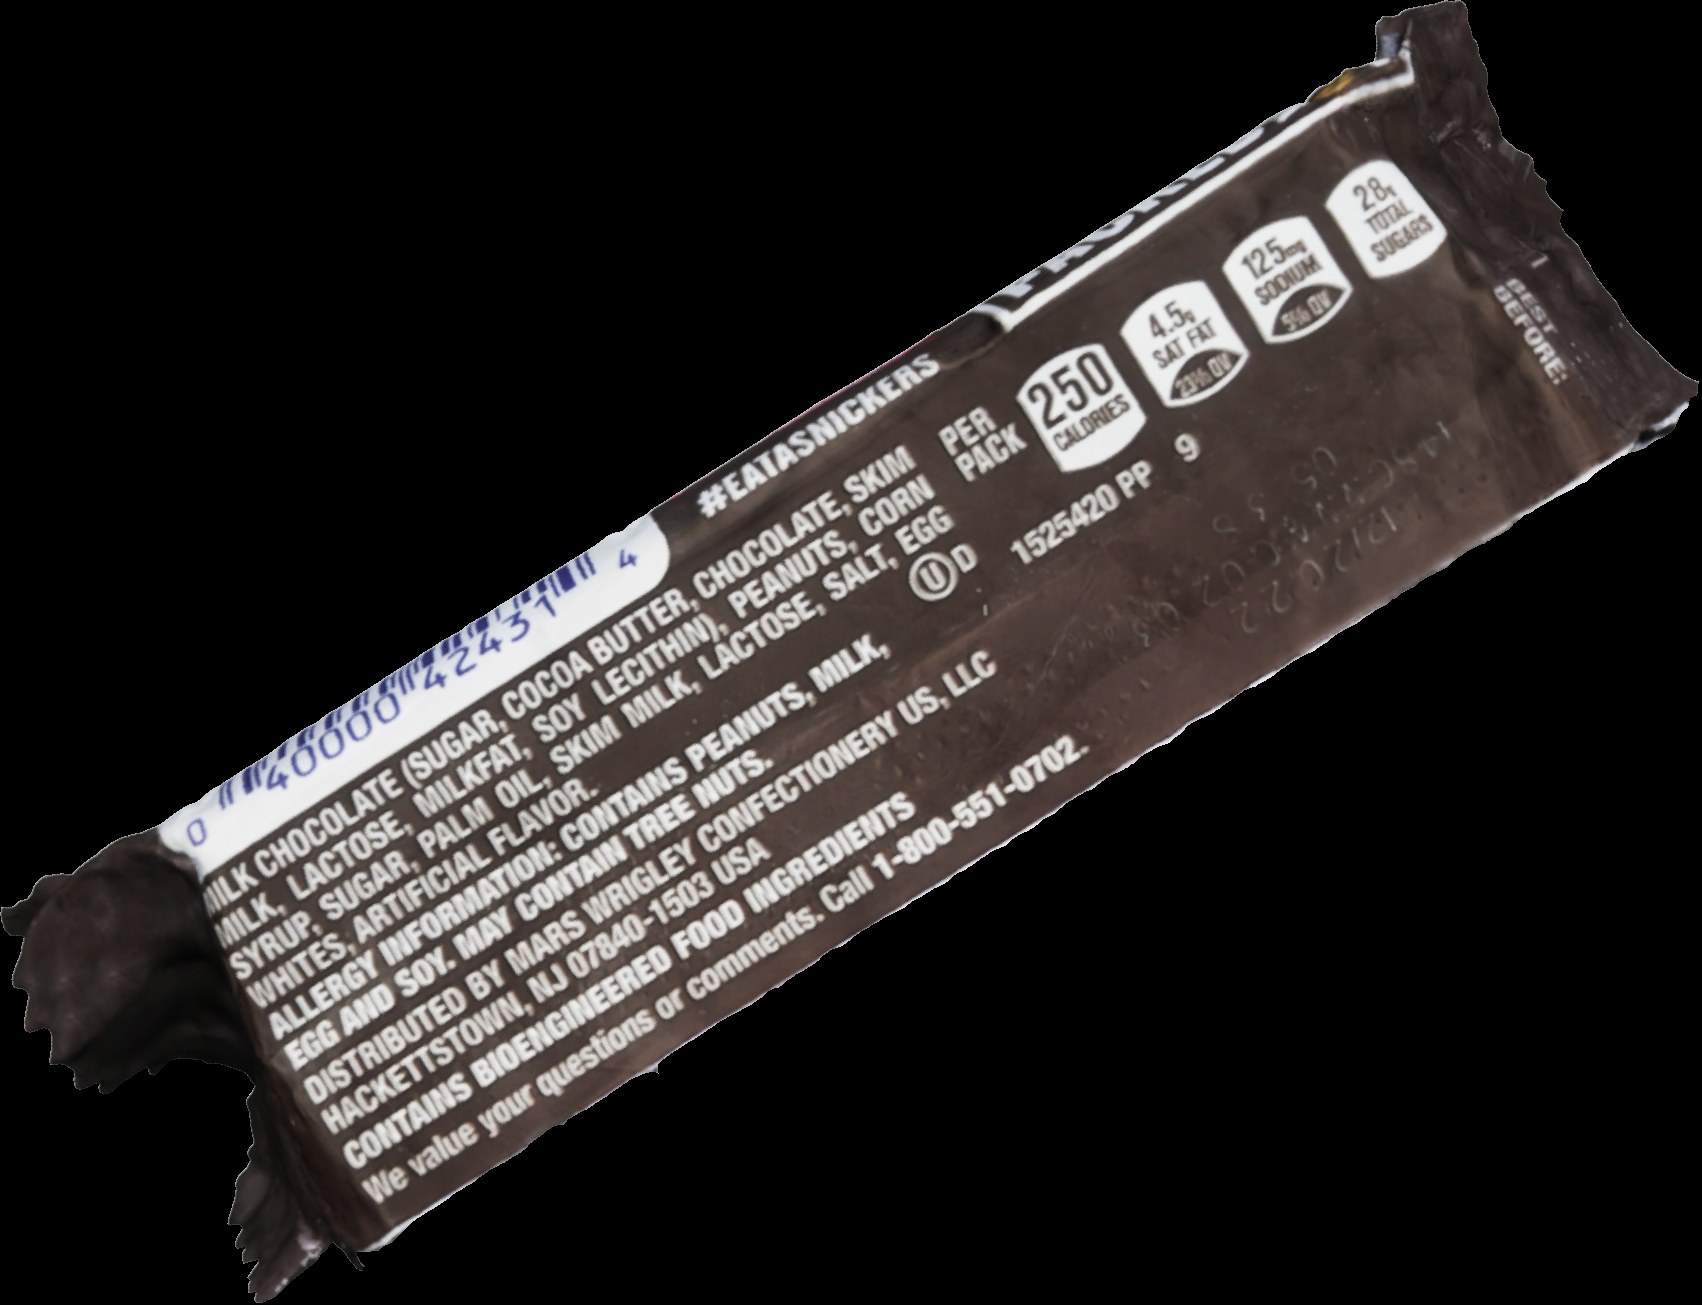 #EATASNICKERS
0 40000 42431 4
MILK CHOCOLATE (SUGAR, COCOA BUTTER, CHOCOLATE, SKIM
MILK, LACTOSE, MILKFAT, SOY LECITHIN), PEANUTS, CORN
SYRUP, SUGAR, PALM OIL, SKIM MILK, LACTOSE, SALT, EGG
WHITES, ARTIFICIAL FLAVOR.
U D
ALLERGY INFORMATION: CONTAINS PEANUTS, MILK,
EGG AND SOY. MAY CONTAIN TREE NUTS.
DISTRIBUTED BY MARS WRIGLEY CONFECTIONERY US, LLC
HACKETTSTOWN, NJ 07840-1503 USA
CONTAINS BIOENGINEERED FOOD INGREDIENTS
We value your questions or comments. Call 1-800-551-0702.
PER
PACK
250
CALORIES
4.5g
SAT FAT
23% DV
125mg
SODIUM
5% DV
28g
TOTAL
SUGARS
1525420 PP 9
BEST
BEFORE: